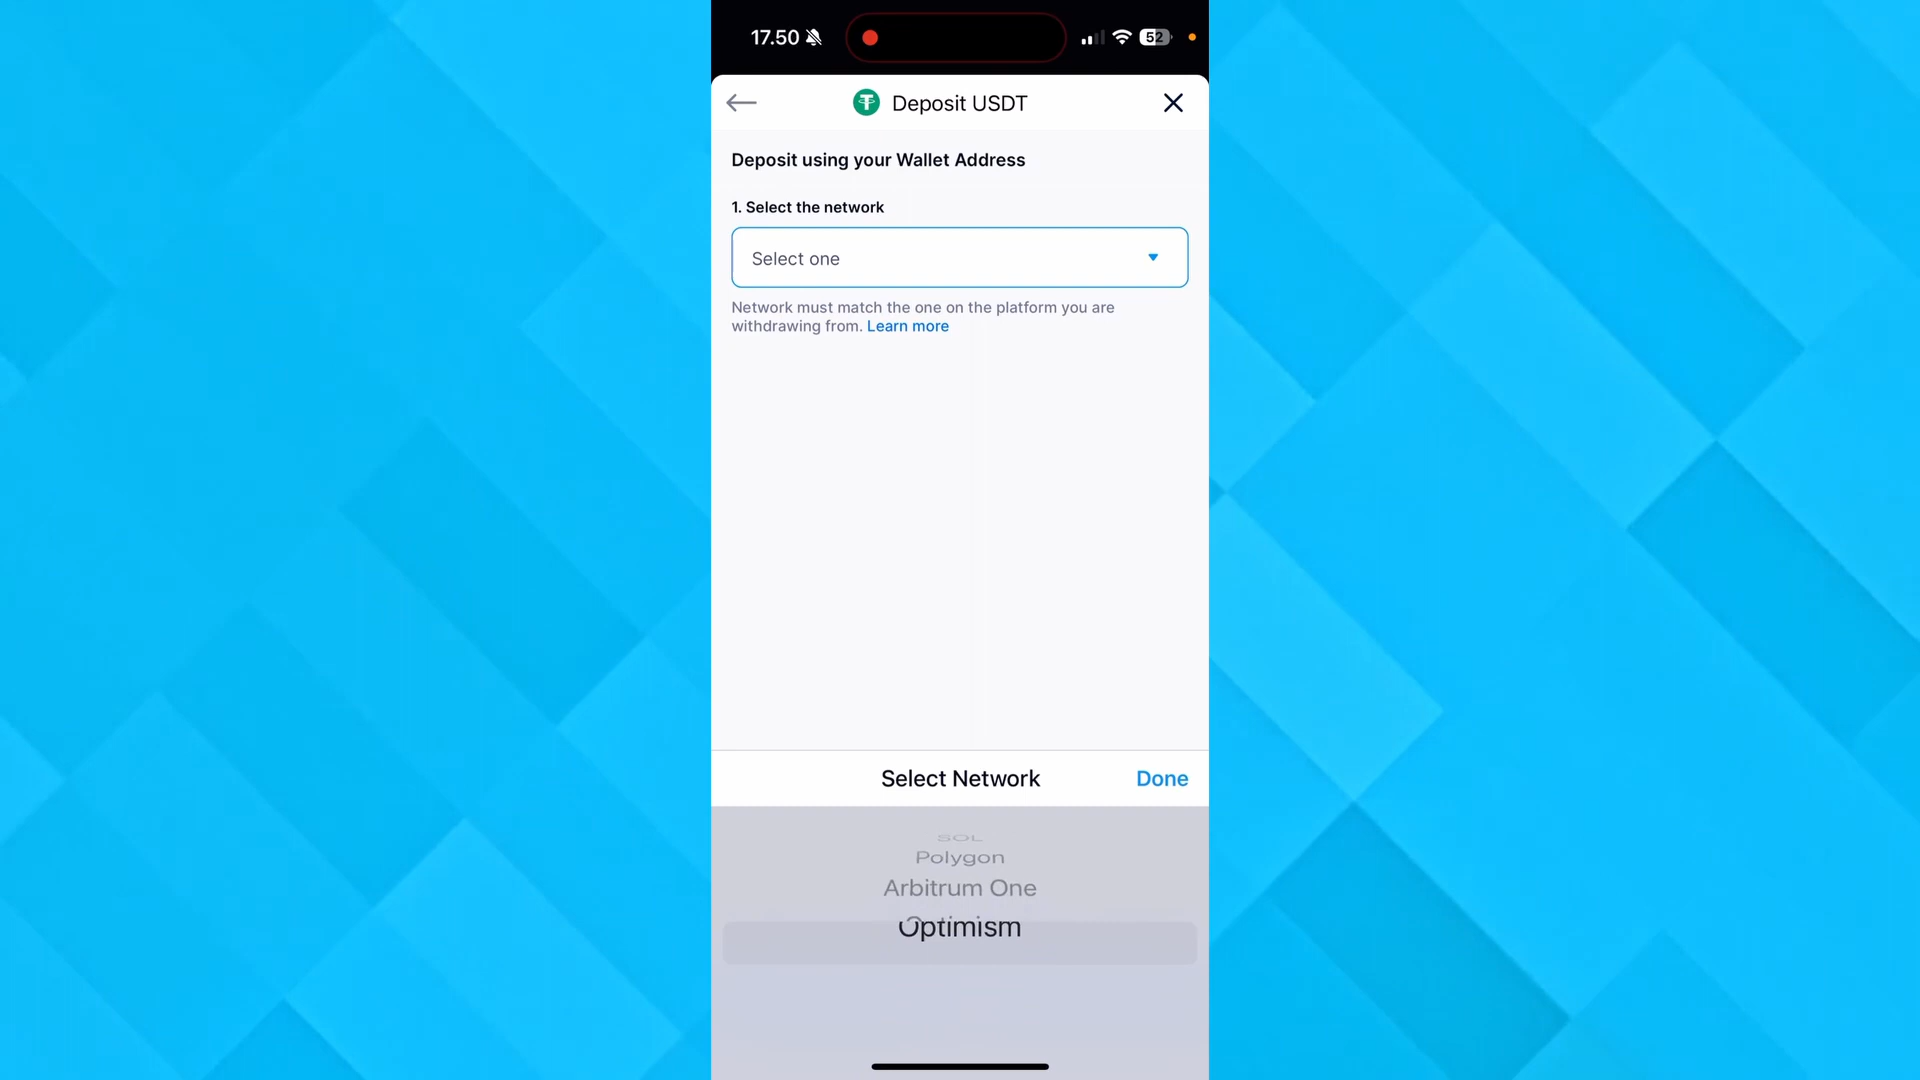 17.50
52
Deposit USDT
Deposit using your Wallet Address
1. Select the network
Select one
Network must match the one on the platform you are
withdrawing from. Learn more
Select Network
Done
SOL
Polygon
Arbitrum One
Optimism